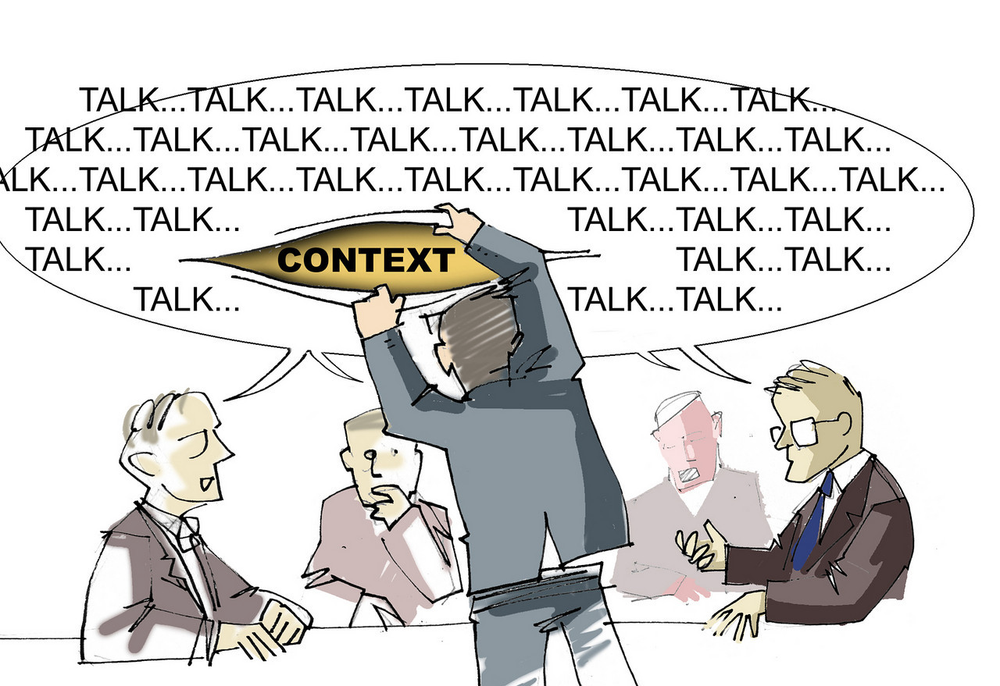 TALK...TALK...TALK...TALK...TALK...TALK...TALK...
TALK...TALK...TALK...TALK...TALK...TALK...TALK...TALK...
ALK...TALK...TALK...TALK...TALK...TALK...TALK...TALK...TALK...
TALK...TALK... TALK...TALK...TALK...
TALK... CONTEXT TALK...TALK...
TALK... TALK...TALK...